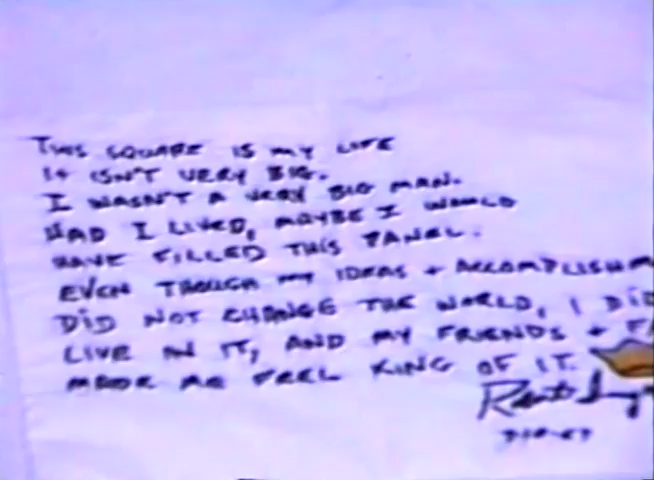 THIS SQUARE IS MY LIFE
IT ISN'T VERY BIG.
I WASN'T A VERY BIG MAN.
HAD I LIVED, MAYBE I WOULD
HAVE FILLED THIS PANEL.
EVEN THOUGH MY IDEAS + ACCOMPLISHM
DID NOT CHANGE THE WORLD, I DID
LIVE IN IT, AND MY FRIENDS + FA
MADE ME FEEL KING OF IT.